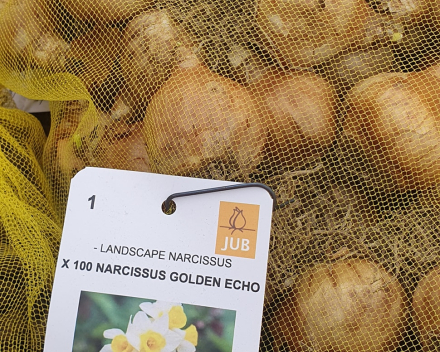 1
JUB
- LANDSCAPE NARCISSUS
X 100 NARCISSUS GOLDEN ECHO